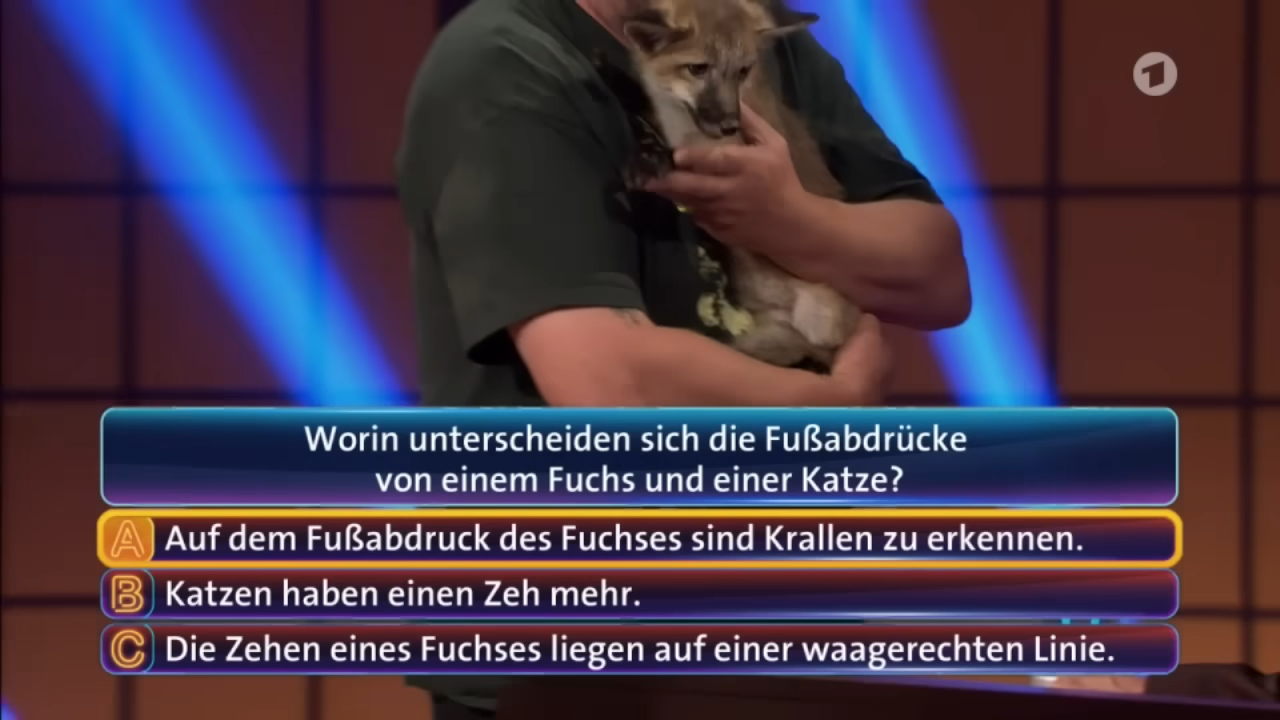 1
Worin unterscheiden sich die Fußabdrücke
von einem Fuchs und einer Katze?
A Auf dem Fußabdruck des Fuchses sind Krallen zu erkennen.
B Katzen haben einen Zeh mehr.
C Die Zehen eines Fuchses liegen auf einer waagerechten Linie.